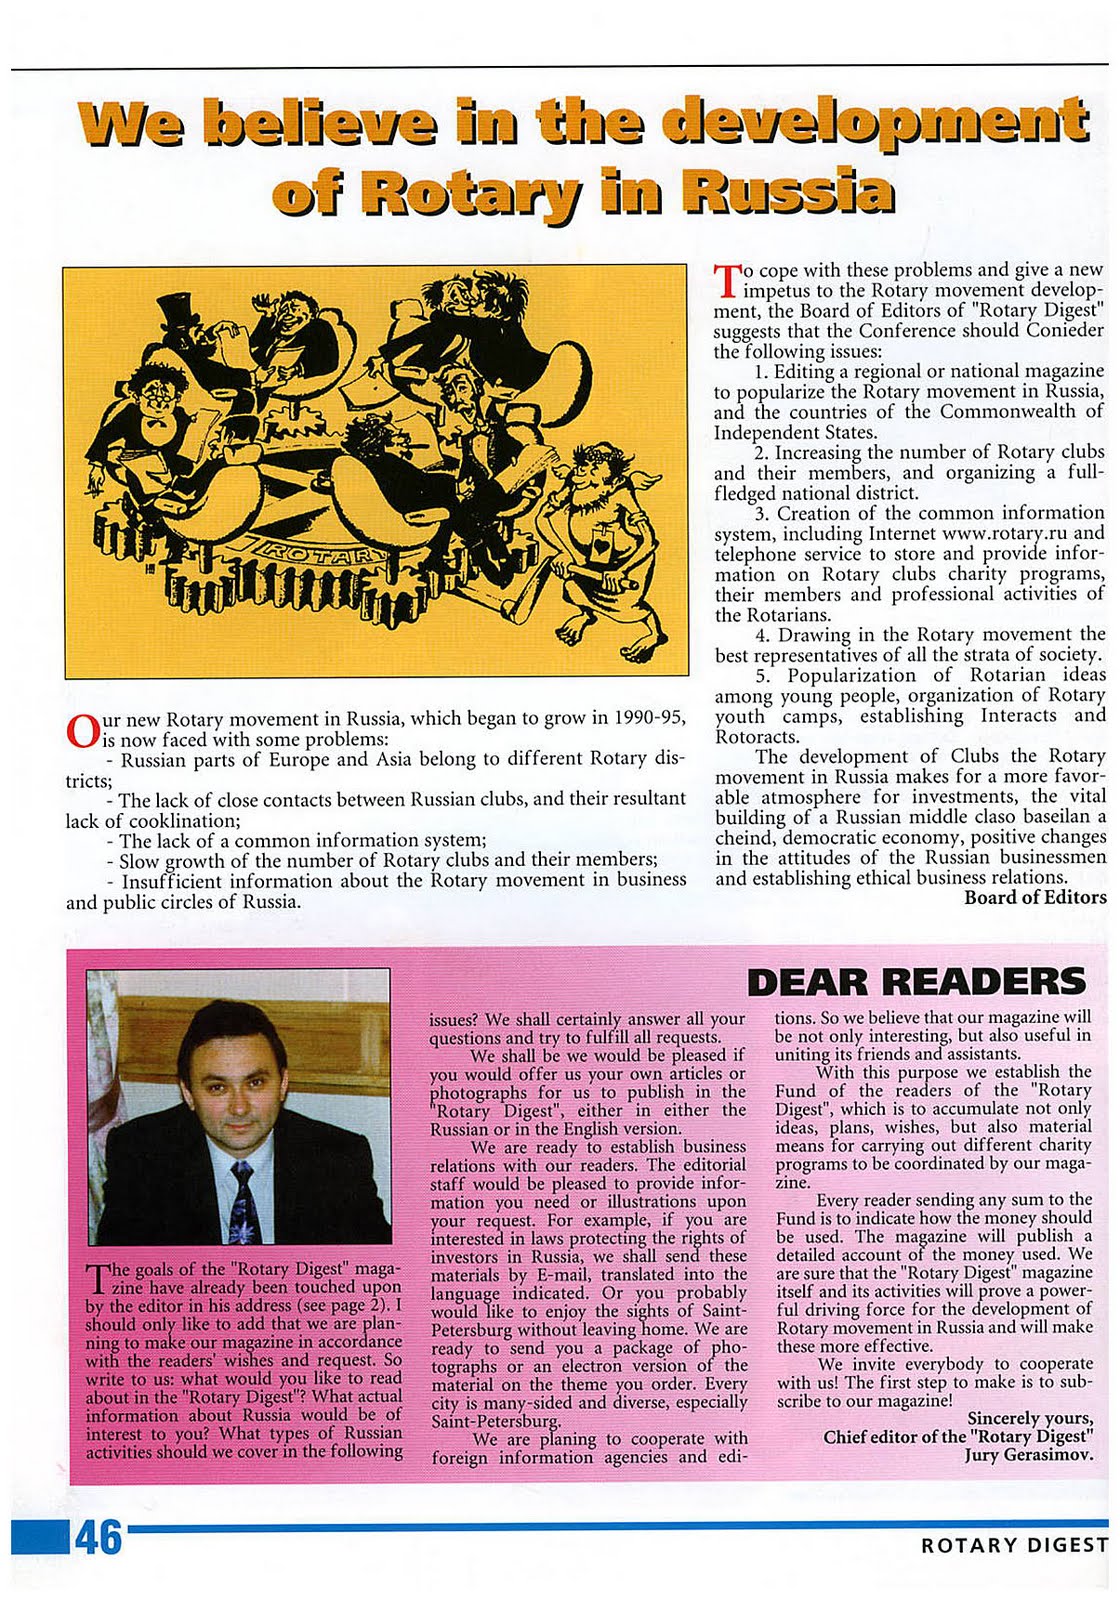 We believe in the development
of Rotary in Russia
ROTARY
Our new Rotary movement in Russia, which began to grow in 1990-95,
is now faced with some problems:
- Russian parts of Europe and Asia belong to different Rotary dis-
tricts;
- The lack of close contacts between Russian clubs, and their resultant
lack of cooklination;
- The lack of a common information system;
- Slow growth of the number of Rotary clubs and their members;
- Insufficient information about the Rotary movement in business
and public circles of Russia.
To cope with these problems and give a new
impetus to the Rotary movement develop-
ment, the Board of Editors of "Rotary Digest"
suggests that the Conference should Conieder
the following issues:
1. Editing a regional or national magazine
to popularize the Rotary movement in Russia,
and the countries of the Commonwealth of
Independent States.
2. Increasing the number of Rotary clubs
and their members, and organizing a full-
fledged national district.
3. Creation of the common information
system, including Internet www.rotary.ru and
telephone service to store and provide infor-
mation on Rotary clubs charity programs,
their members and professional activities of
the Rotarians.
4. Drawing in the Rotary movement the
best representatives of all the strata of society.
5. Popularization of Rotarian ideas
among young people, organization of Rotary
youth camps, establishing Interacts and
Rotoracts.
The development of Clubs the Rotary
movement in Russia makes for a more favor-
able atmosphere for investments, the vital
building of a Russian middle claso baseilan a
cheind, democratic economy, positive changes
in the attitudes of the Russian businessmen
and establishing ethical business relations.
Board of Editors
DEAR READERS
The goals of the "Rotary Digest" maga-
zine have already been touched upon
by the editor in his address (see page 2). I
should only like to add that we are plan-
ning to make our magazine in accordance
with the readers' wishes and request. So
write to us: what would you like to read
about in the "Rotary Digest"? What actual
information about Russia would be of
interest to you? What types of Russian
activities should we cover in the following
issues? We shall certainly answer all your
questions and try to fulfill all requests.
We shall be we would be pleased if
you would offer us your own articles or
photographs for us to publish in the
"Rotary Digest", either in either the
Russian or in the English version.
We are ready to establish business
relations with our readers. The editorial
staff would be pleased to provide infor-
mation you need or illustrations upon
your request. For example, if you are
interested in laws protecting the rights of
investors in Russia, we shall send these
materials by E-mail, translated into the
language indicated. Or you probably
would like to enjoy the sights of Saint-
Petersburg without leaving home. We are
ready to send you a package of pho-
tographs or an electron version of the
material on the theme you order. Every
city is many-sided and diverse, especially
Saint-Petersburg.
We are planing to cooperate with
foreign information agencies and edi-
tions. So we believe that our magazine will
be not only interesting, but also useful in
uniting its friends and assistants.
With this purpose we establish the
Fund of the readers of the "Rotary
Digest", which is to accumulate not only
ideas, plans, wishes, but also material
means for carrying out different charity
programs to be coordinated by our maga-
zine.
Every reader sending any sum to the
Fund is to indicate how the money should
be used. The magazine will publish a
detailed account of the money used. We
are sure that the "Rotary Digest" magazine
itself and its activities will prove a power-
ful driving force for the development of
Rotary movement in Russia and will make
these more effective.
We invite everybody to cooperate
with us! The first step to make is to sub-
scribe to our magazine!
Sincerely yours,
Chief editor of the "Rotary Digest"
Jury Gerasimov.
46
ROTARY DIGEST